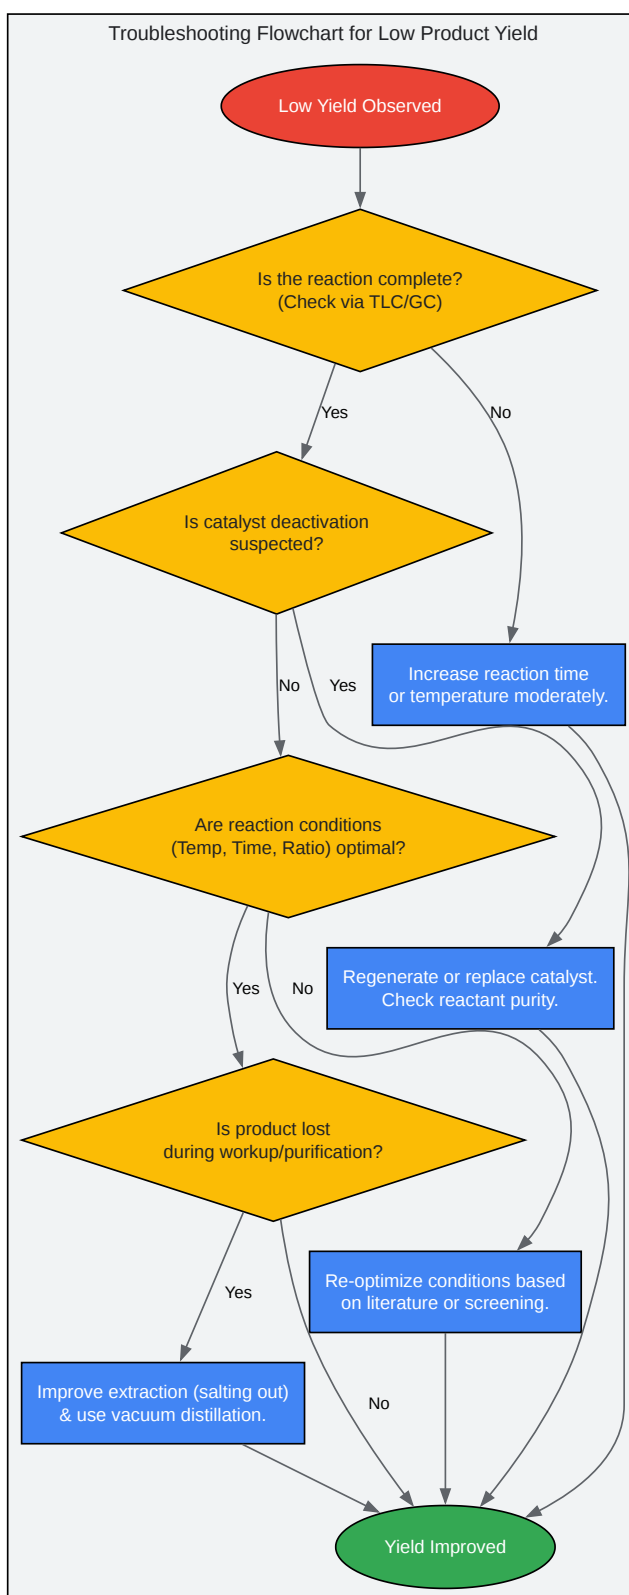 Troubleshooting Flowchart for Low Product Yield
Low Yield Observed
Is the reaction complete?
(Check via TLC/GC)
Yes
No
Is catalyst deactivation
suspected?
No
Yes
Increase reaction time
or temperature moderately.
Are reaction conditions
(Temp, Time, Ratio) optimal?
Yes
No
Regenerate or replace catalyst.
Check reactant purity.
Is product lost
during workup/purification?
Yes
Re-optimize conditions based
on literature or screening.
Improve extraction (salting out)
& use vacuum distillation.
No
Yield Improved